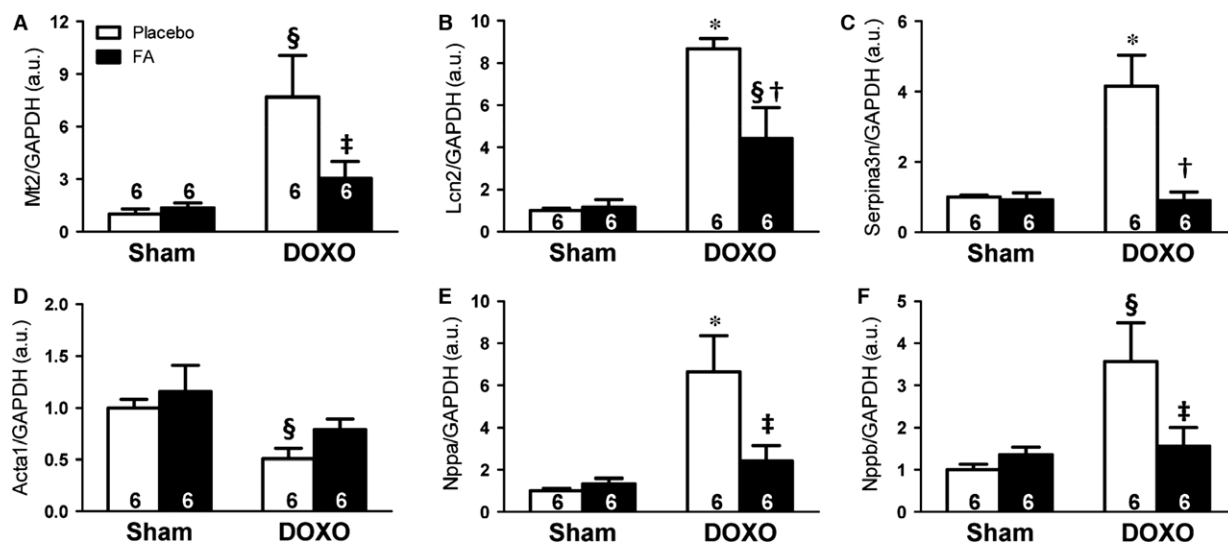 A
Mt2/GAPDH (a.u.)
12
9
6
3
0
Placebo
FA
§
‡
6 6 6 6
Sham DOXO
B
Lcn2/GAPDH (a.u.)
10
8
6
4
2
0
*
§ †
6 6 6 6
Sham DOXO
C
Serpina3n/GAPDH (a.u.)
6
4
2
0
*
†
6 6 6 6
Sham DOXO
D
Acta1/GAPDH (a.u.)
2.0
1.5
1.0
0.5
0.0
§
6 6 6 6
Sham DOXO
E
Nppa/GAPDH (a.u.)
10
8
6
4
2
0
*
‡
6 6 6 6
Sham DOXO
F
Nppb/GAPDH (a.u.)
5
4
3
2
1
0
§
‡
6 6 6 6
Sham DOXO